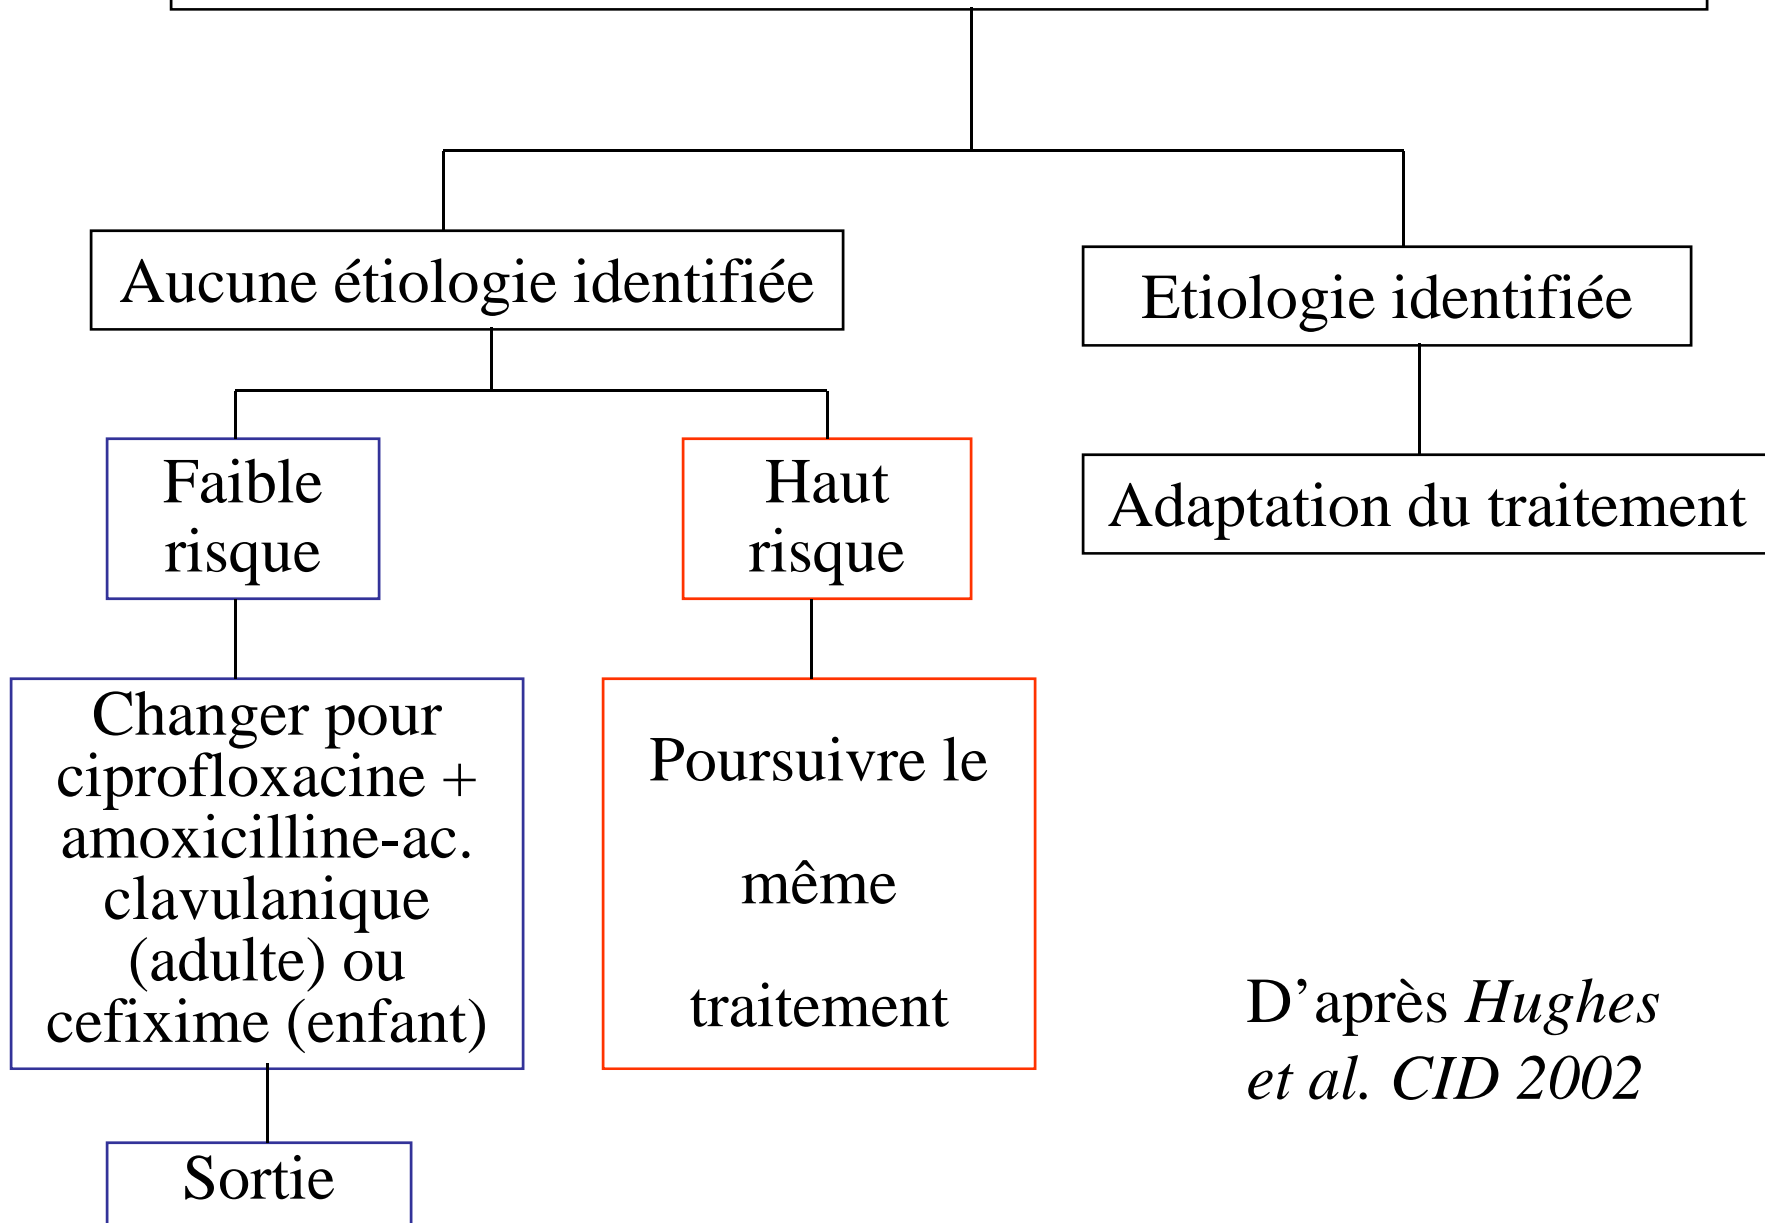 Aucune étiologie identifiée
Etiologie identifiée
Faible
risque
Haut
risque
Adaptation du traitement
Changer pour
ciprofloxacine +
amoxicilline-ac.
clavulanique
(adulte) ou
cefixime (enfant)
Poursuivre le
même
traitement
D’après Hughes
et al. CID 2002
Sortie